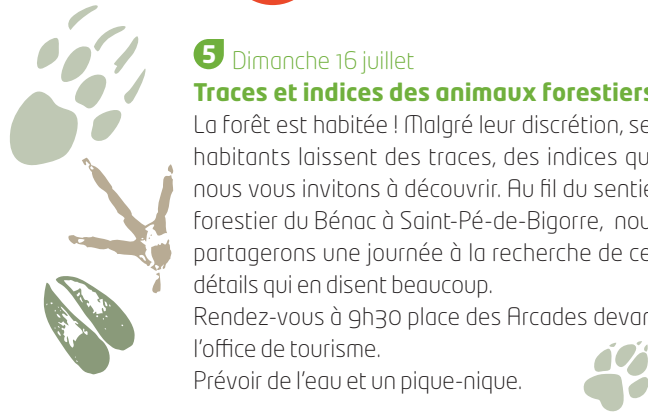 5 Dimanche 16 juillet
Traces et indices des animaux forestiers
La forêt est habitée ! Malgré leur discrétion, se
habitants laissent des traces, des indices qu
nous vous invitons à découvrir. Au fil du sentie
forestier du Bénac à Saint-Pé-de-Bigorre, nou
partagerons une journée à la recherche de ce
détails qui en disent beaucoup.
Rendez-vous à 9h30 place des Arcades devan
l'office de tourisme.
Prévoir de l'eau et un pique-nique.